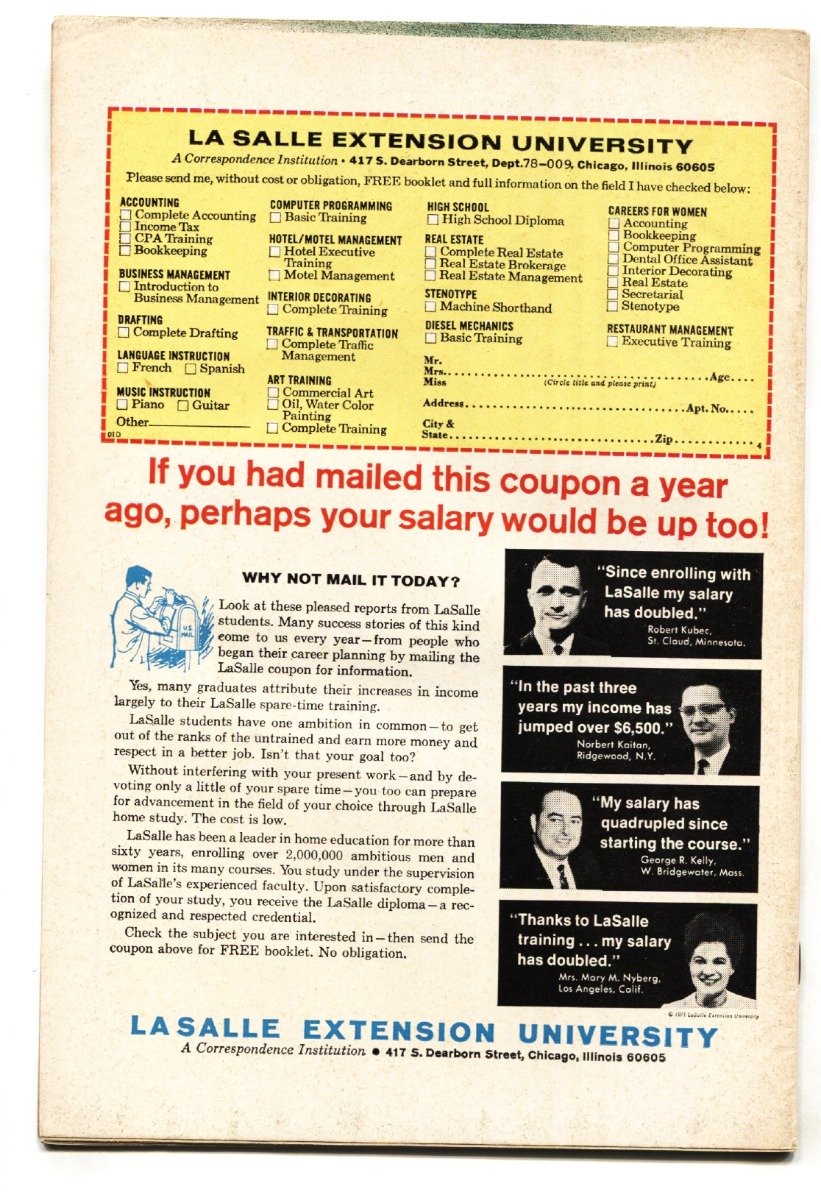 LA SALLE EXTENSION UNIVERSITY
A Correspondence Institution • 417 S. Dearborn Street, Dept.78-009, Chicago, Illinois 60605
Please send me, without cost or obligation, FREE booklet and full information on the field I have checked below:
ACCOUNTING
Complete Accounting
Income Tax
CPA Training
Bookkeeping
BUSINESS MANAGEMENT
Introduction to
Business Management
DRAFTING
Complete Drafting
LANGUAGE INSTRUCTION
French Spanish
MUSIC INSTRUCTION
Piano Guitar
Other
010
COMPUTER PROGRAMMING
Basic Training
HOTEL/MOTEL MANAGEMENT
Hotel Executive
Training
Motel Management
INTERIOR DECORATING
Complete Training
TRAFFIC & TRANSPORTATION
Complete Traffic
Management
ART TRAINING
Commercial Art
Oil, Water Color
Painting
Complete Training
HIGH SCHOOL
High School Diploma
REAL ESTATE
Complete Real Estate
Real Estate Brokerage
Real Estate Management
STENOTYPE
Machine Shorthand
DIESEL MECHANICS
Basic Training
CAREERS FOR WOMEN
Accounting
Bookkeeping
Computer Programming
Dental Office Assistant
Interior Decorating
Real Estate
Secretarial
Stenotype
RESTAURANT MANAGEMENT
Executive Training
Mr.
Mrs. Age
Miss (Circle title and please print)
Address Apt. No.
City &
State Zip
4
If you had mailed this coupon a year
ago, perhaps your salary would be up too!
WHY NOT MAIL IT TODAY?
U.S.
MAIL
Look at these pleased reports from LaSalle
students. Many success stories of this kind
come to us every year—from people who
began their career planning by mailing the
LaSalle coupon for information.
Yes, many graduates attribute their increases in income
largely to their LaSalle spare-time training.
LaSalle students have one ambition in common—to get
out of the ranks of the untrained and earn more money and
respect in a better job. Isn't that your goal too?
Without interfering with your present work—and by de-
voting only a little of your spare time—you too can prepare
for advancement in the field of your choice through LaSalle
home study. The cost is low.
LaSalle has been a leader in home education for more than
sixty years, enrolling over 2,000,000 ambitious men and
women in its many courses. You study under the supervision
of LaSalle's experienced faculty. Upon satisfactory comple-
tion of your study, you receive the LaSalle diploma—a rec-
ognized and respected credential.
Check the subject you are interested in—then send the
coupon above for FREE booklet. No obligation.
"Since enrolling with
LaSalle my salary
has doubled."
Robert Kubec,
St. Cloud, Minnesota.
"In the past three
years my income has
jumped over $6,500."
Norbert Kaitan,
Ridgewood, N.Y.
"My salary has
quadrupled since
starting the course."
George R. Kelly,
W. Bridgewater, Mass.
"Thanks to LaSalle
training . . . my salary
has doubled."
Mrs. Mary M. Nyberg,
Los Angeles, Calif.
© 1971 LaSalle Extension University
LA SALLE EXTENSION UNIVERSITY
A Correspondence Institution • 417 S. Dearborn Street, Chicago, Illinois 60605